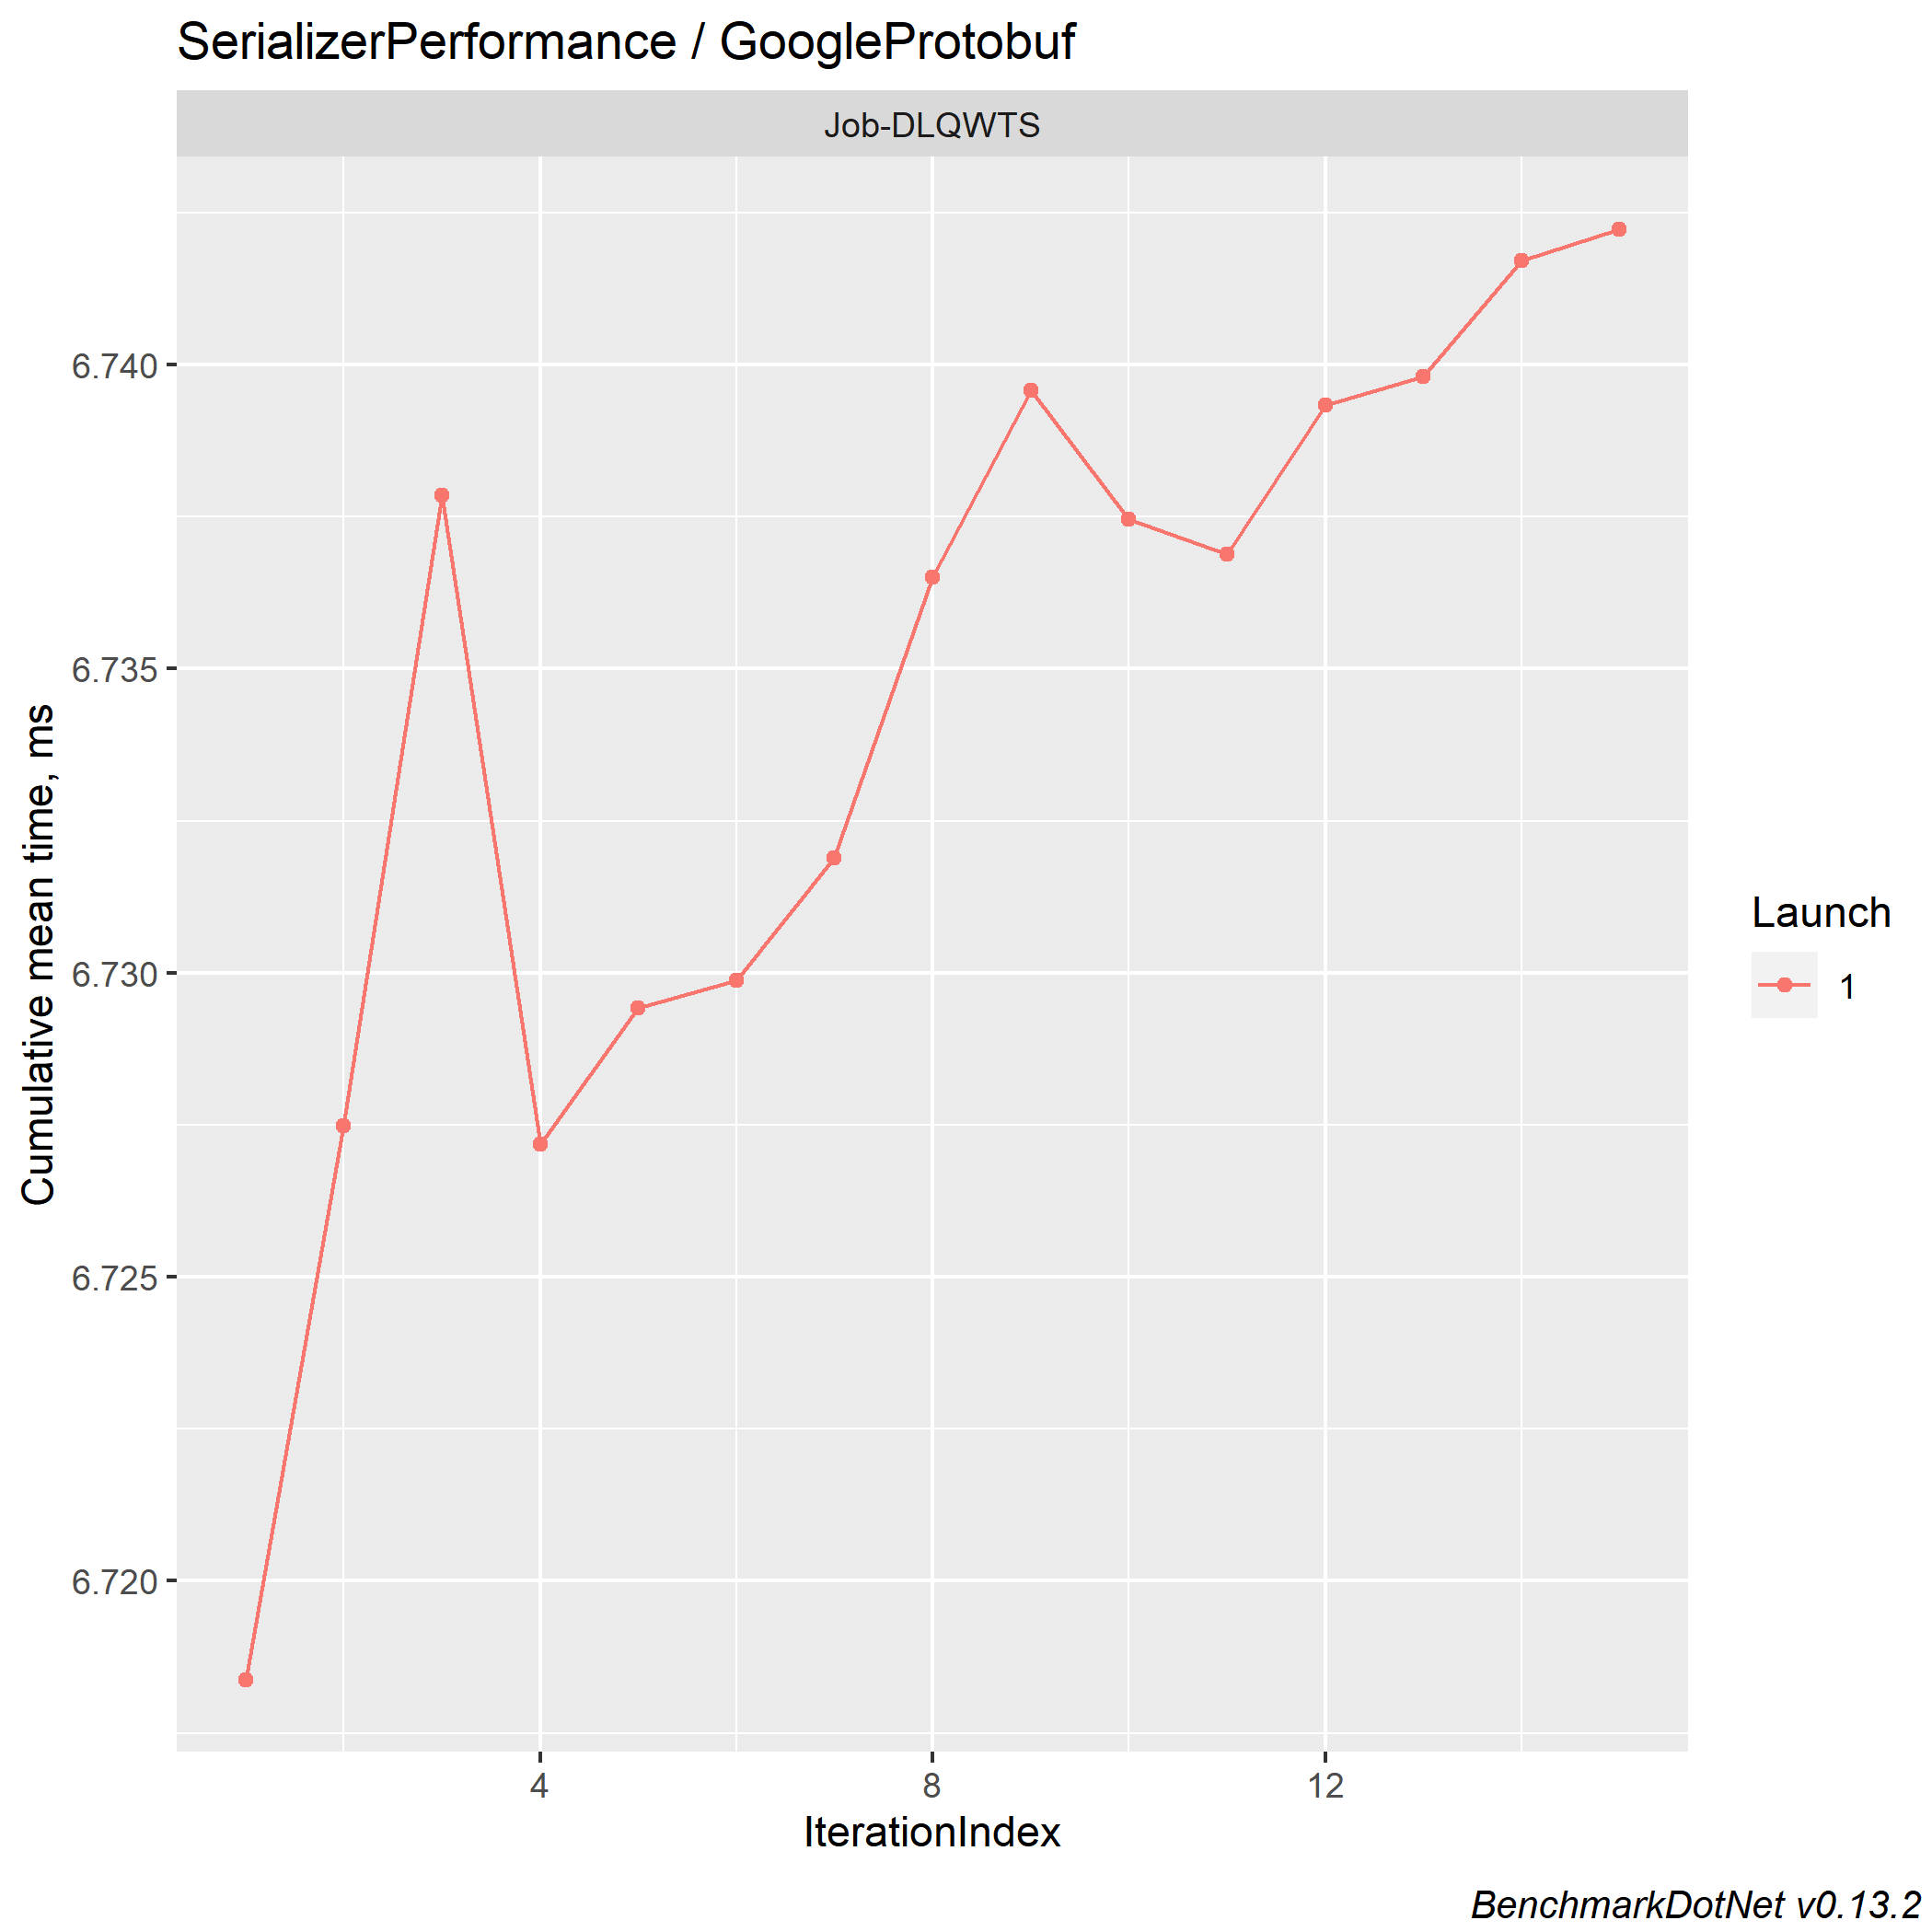 SerializerPerformance / GoogleProtobuf
Job-DLQWTS
Cumulative mean time, ms
6.740
6.735
6.730
6.725
6.720
4 8 12
IterationIndex
Launch
1
BenchmarkDotNet v0.13.2